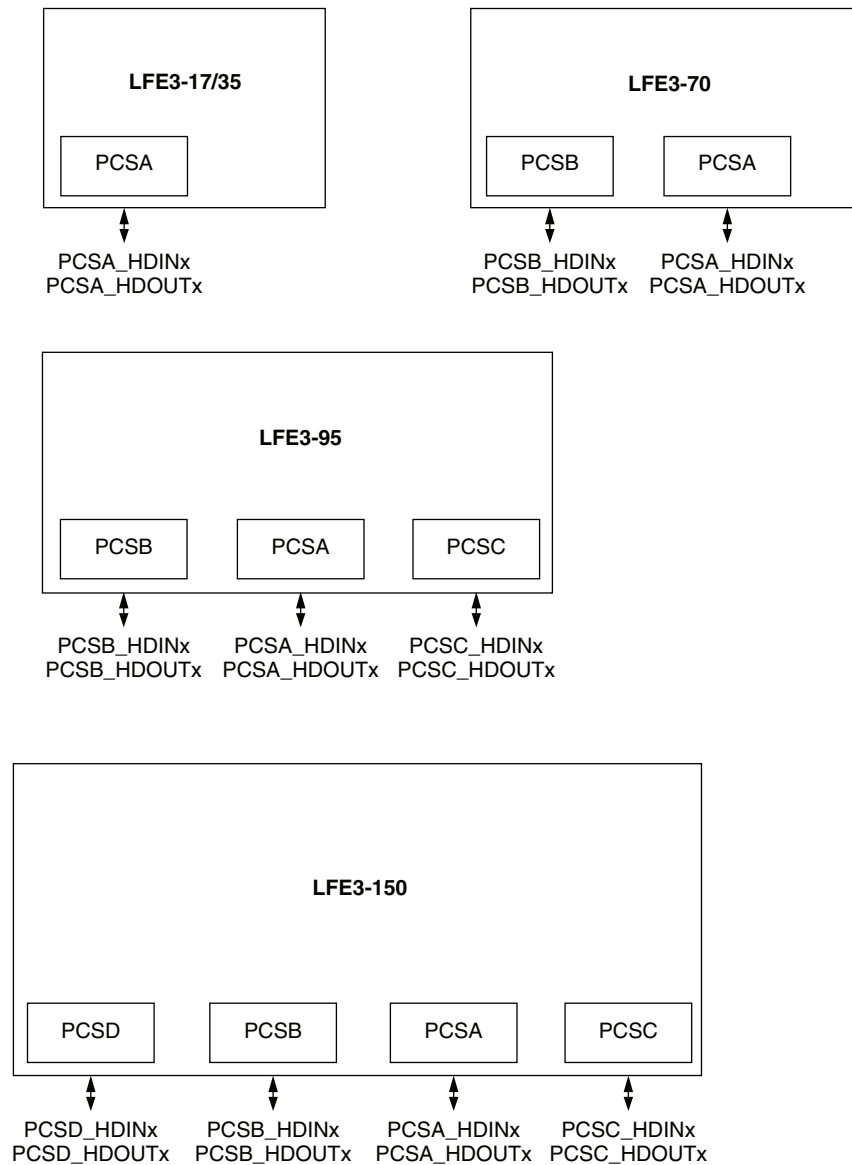 LFE3-17/35
PCSA
PCSA_HDINx
PCSA_HDOUTx
LFE3-70
PCSB
PCSA
PCSB_HDINx
PCSB_HDOUTx
PCSA_HDINx
PCSA_HDOUTx
LFE3-95
PCSB
PCSA
PCSC
PCSB_HDINx
PCSB_HDOUTx
PCSA_HDINx
PCSA_HDOUTx
PCSC_HDINx
PCSC_HDOUTx
LFE3-150
PCSD
PCSB
PCSA
PCSC
PCSD_HDINx
PCSD_HDOUTx
PCSB_HDINx
PCSB_HDOUTx
PCSA_HDINx
PCSA_HDOUTx
PCSC_HDINx
PCSC_HDOUTx